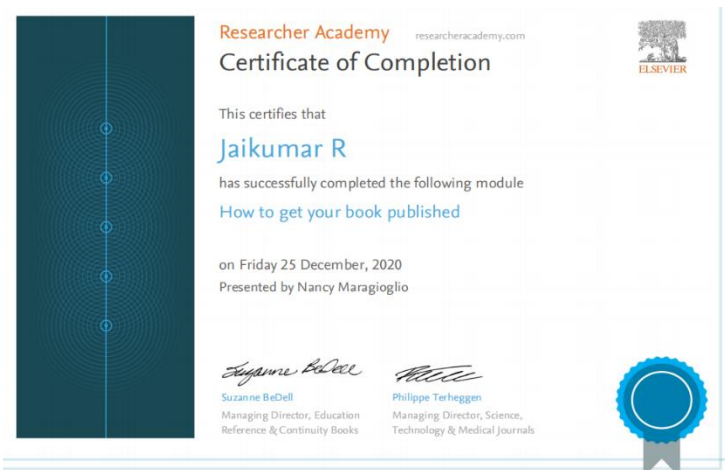 Researcher Academy researcheracademy.com
Certificate of Completion
ELSEVIER
This certifies that
Jaikumar R
has successfully completed the following module
How to get your book published
on Friday 25 December, 2020
Presented by Nancy Maragioglio
Suzanne BeDell
Suzanne BeDell
Managing Director, Education
Reference & Continuity Books
Philippe Terheggen
Managing Director, Science,
Technology & Medical Journals